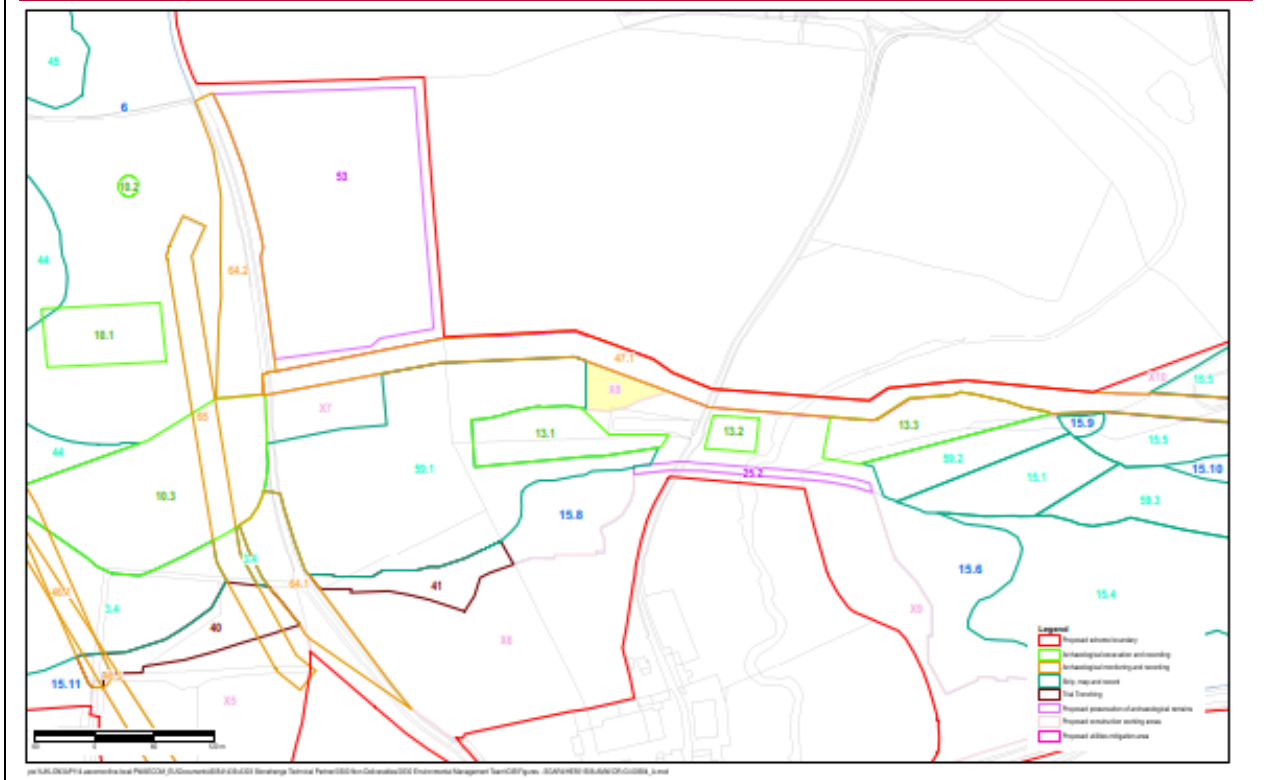 45
6
53
10.2
44
64.2
10.1
47.1
X8
X10
15.5
X7
65
13.1
13.2
13.3
15.9
44
59.1
59.2
15.5
25.2
15.1
15.10
10.3
59.3
15.8
3.4
15.6
64.1
41
15.4
3.4
X9
40
X6
Legend
Proposed scheme boundary
Archaeological excavation and recording
Archaeological monitoring and recording
Strip, map and record
Trial Trenching
Proposed preservation of archaeological remains
Proposed construction working areas
Proposed utilities mitigation area
15.11
X5